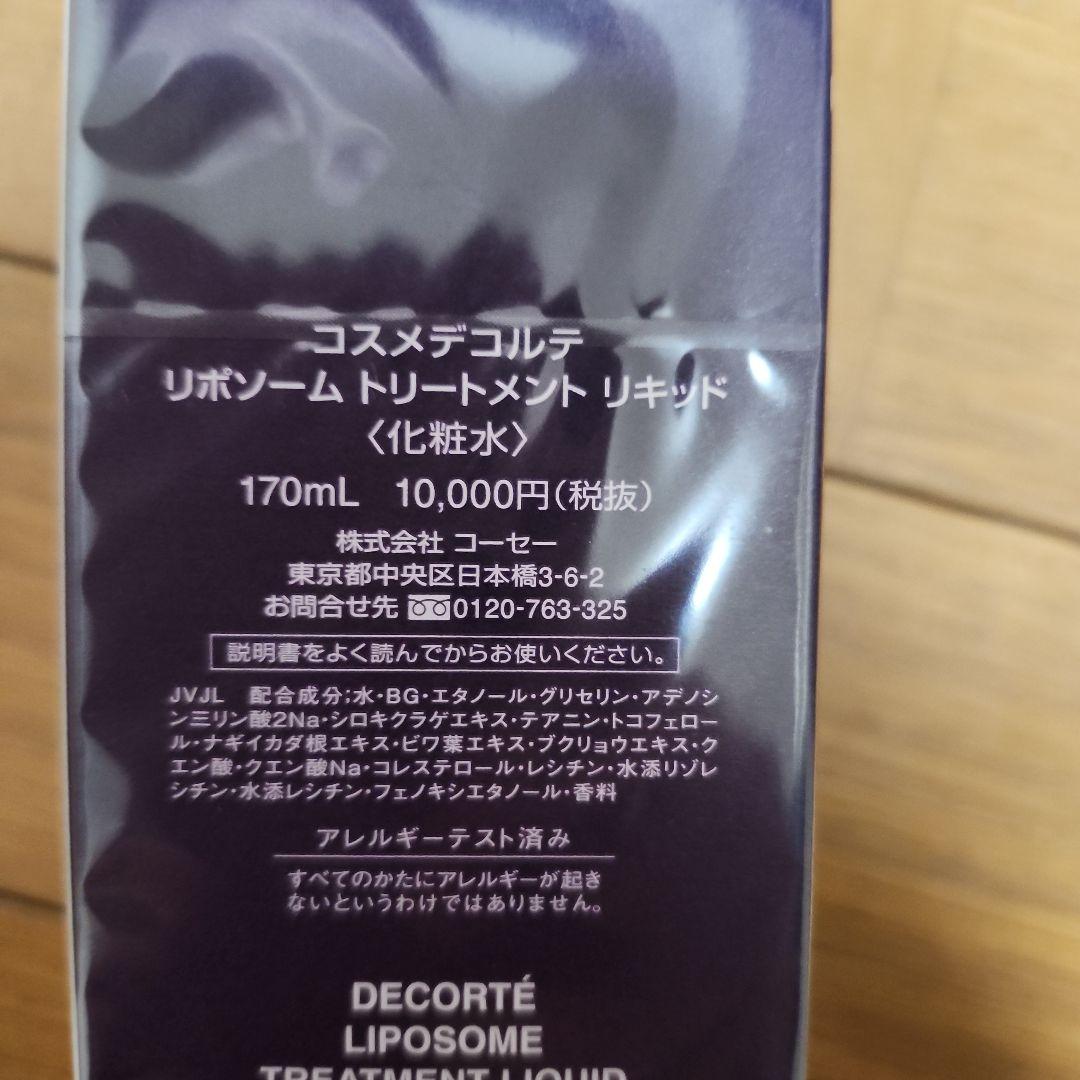 コスメデコルテ
リポソーム トリートメント リキッド
〈化粧水〉
170mL 10,000円(税抜)
株式会社 コーセー
東京都中央区日本橋3-6-2
お問合せ先 0120-763-325
説明書をよく読んでからお使いください。
JVJL 配合成分;水・BG・エタノール・グリセリン・アデノシ
ン三リン酸2Na・シロキクラゲエキス・テアニン・トコフェロー
ル・ナギイカダ根エキス・ビワ葉エキス・ブクリョウエキス・ク
エン酸・クエン酸Na・コレステロール・レシチン・水添リゾレ
シチン・水添レシチン・フェノキシエタノール・香料
アレルギーテスト済み
すべてのかたにアレルギーが起き
ないというわけではありません。
DECORTÉ
LIPOSOME
TREATMENT LIQUID